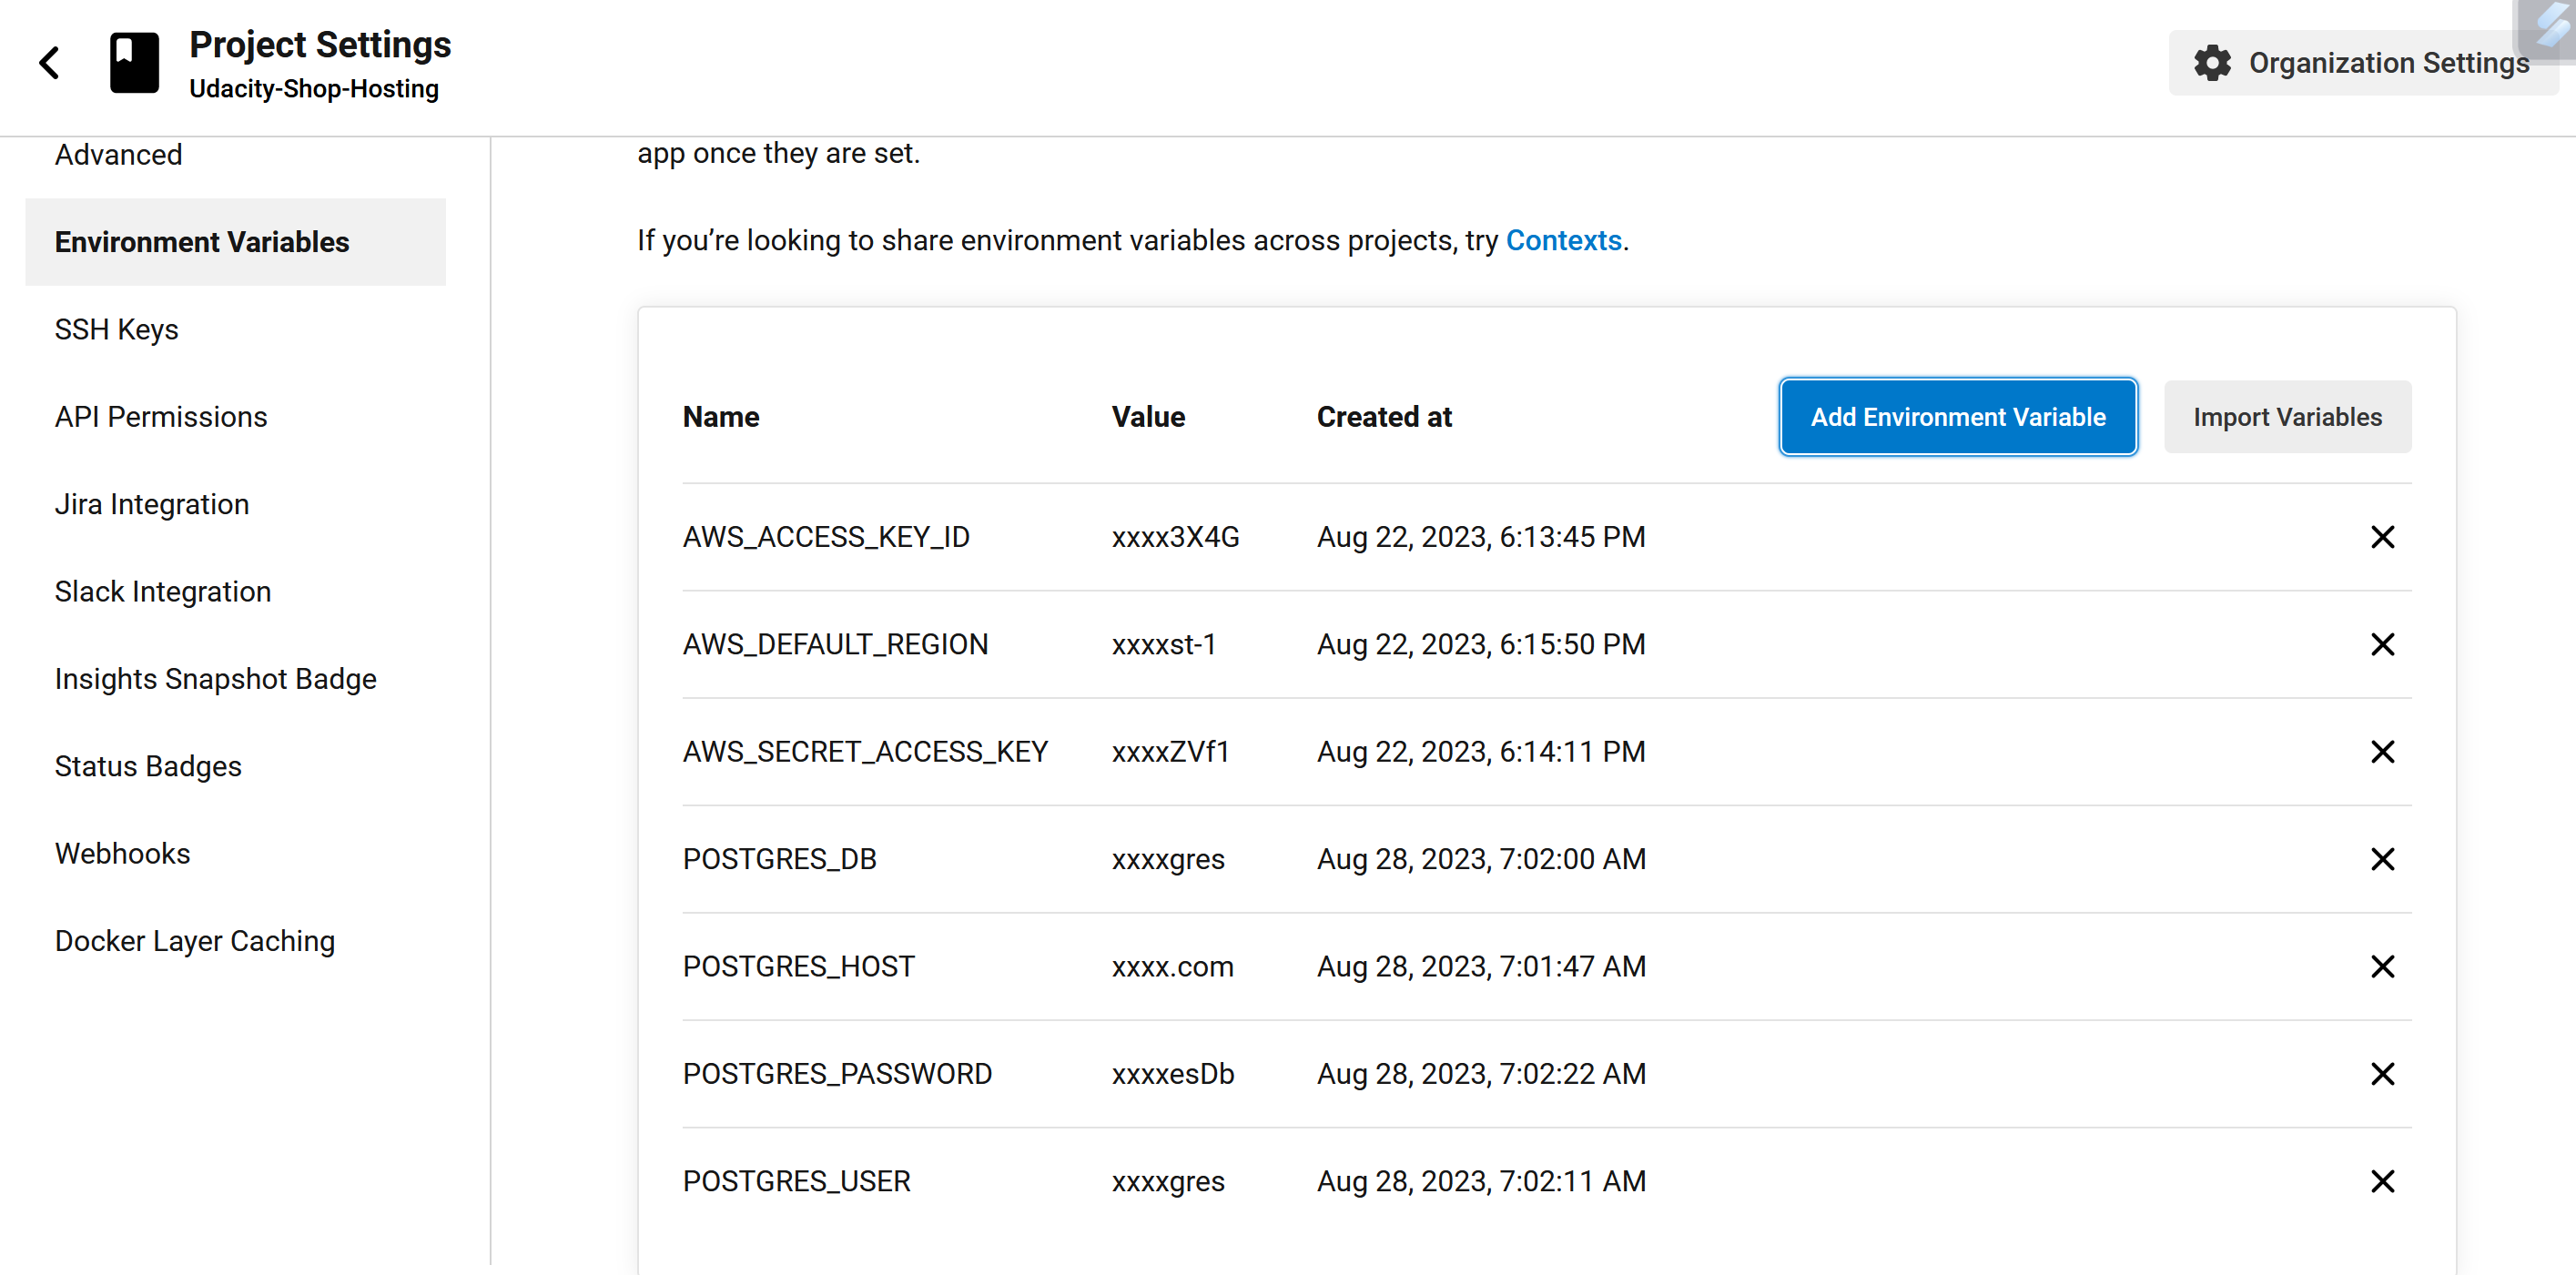 Project Settings
Udacity-Shop-Hosting
Organization Settings
Advanced
Environment Variables
SSH Keys
API Permissions
Jira Integration
Slack Integration
Insights Snapshot Badge
Status Badges
Webhooks
Docker Layer Caching
app once they are set.
If you’re looking to share environment variables across projects, try Contexts.
Name Value Created at Add Environment Variable Import Variables
AWS_ACCESS_KEY_ID xxxx3X4G Aug 22, 2023, 6:13:45 PM
AWS_DEFAULT_REGION xxxxst-1 Aug 22, 2023, 6:15:50 PM
AWS_SECRET_ACCESS_KEY xxxxZVf1 Aug 22, 2023, 6:14:11 PM
POSTGRES_DB xxxxgres Aug 28, 2023, 7:02:00 AM
POSTGRES_HOST xxxx.com Aug 28, 2023, 7:01:47 AM
POSTGRES_PASSWORD xxxxesDb Aug 28, 2023, 7:02:22 AM
POSTGRES_USER xxxxgres Aug 28, 2023, 7:02:11 AM